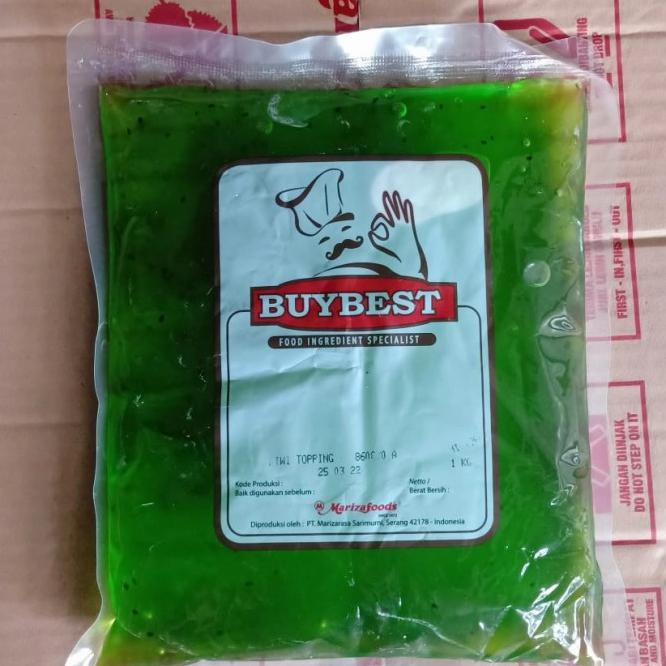 BUYBEST
FOOD INGREDIENT SPECIALIST
TOPPING
25 03 22
1 KG
Kode Produksi :
Baik digunakan sebelum :
Netto /
Berat Bersih :
Marizafoods
Diproduksi oleh : PT. Marizarasa Sarimurni, Serang 42178 - Indonesia
FIRST - IN, FIRST - OUT
JANGAN DIINJAK
DO NOT STEP ON IT